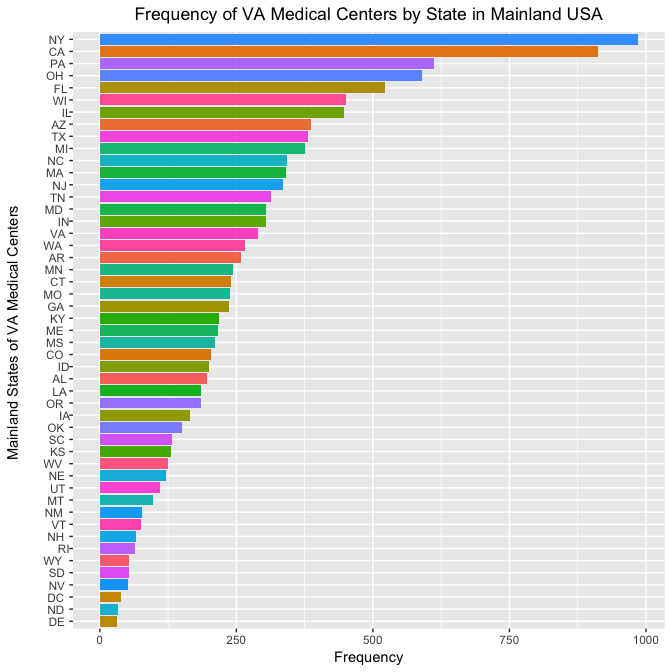 Frequency of VA Medical Centers by State in Mainland USA
Mainland States of VA Medical Centers
NY
CA
PA
OH
FL
WI
IL
AZ
TX
MI
NC
MA
NJ
TN
MD
IN
VA
WA
AR
MN
CT
MO
GA
KY
ME
MS
CO
ID
AL
LA
OR
IA
OK
SC
KS
WV
NE
UT
MT
NM
VT
NH
RI
WY
SD
NV
DC
ND
DE
0 250 500 750 1000
Frequency